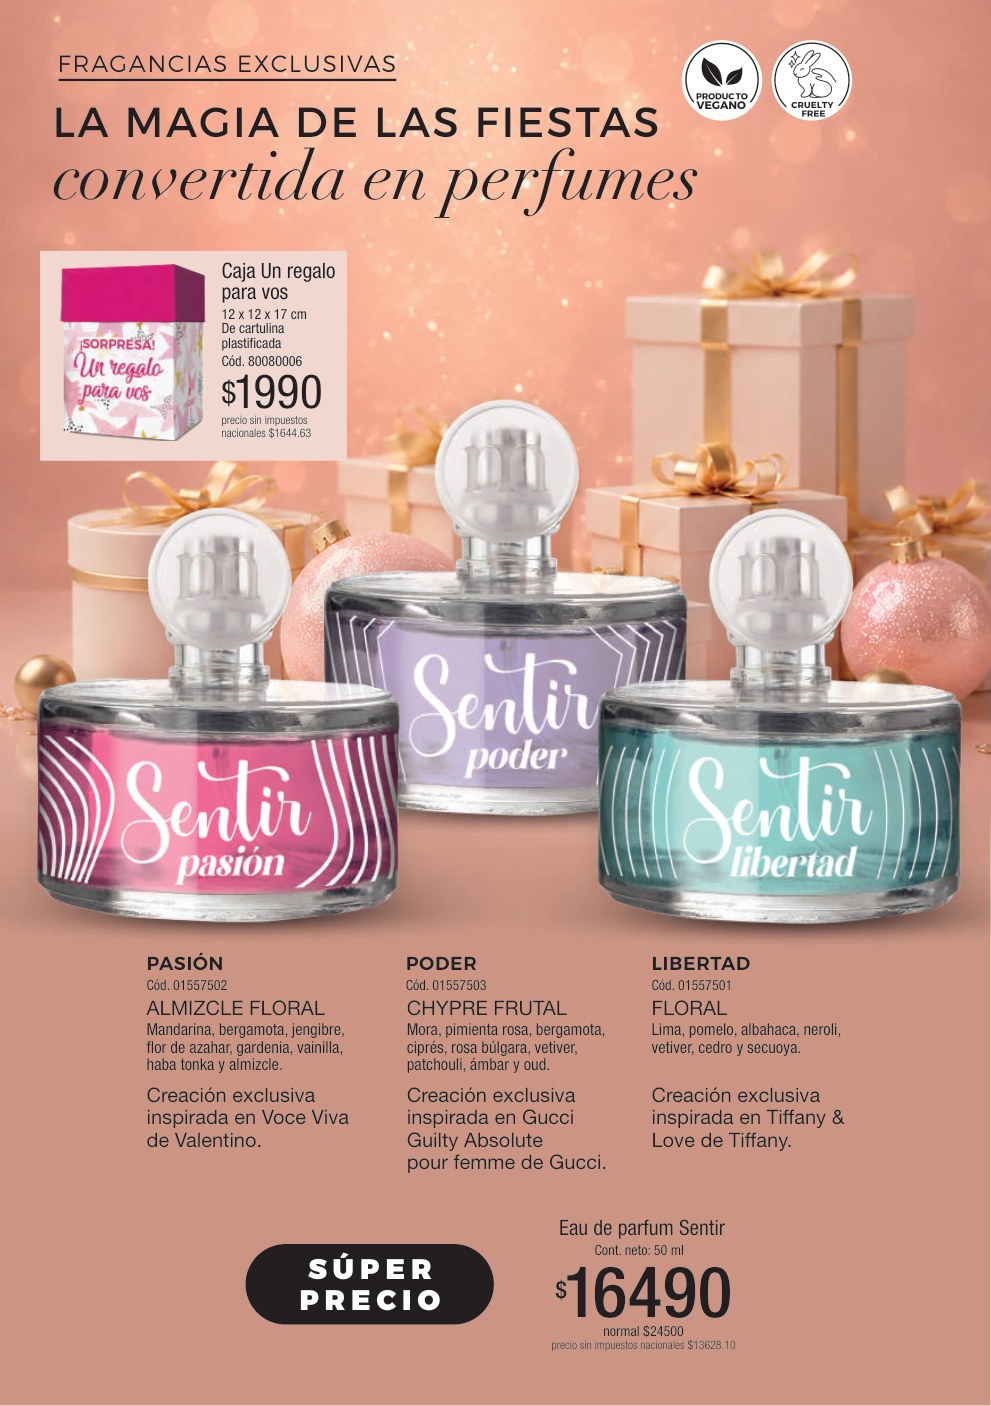 FRAGANCIAS EXCLUSIVAS
LA MAGIA DE LAS FIESTAS
convertida en perfumes
PRODUCTO
VEGANO
CRUELTY
FREE
¡SORPRESA!
Un regalo
para vos
Caja Un regalo
para vos
12 x 12 x 17 cm
De cartulina
plastificada
Cód. 80080006
$1990
precio sin impuestos
nacionales $1644.63
Sentir
poder
Sentir
pasión
Sentir
libertad
PASIÓN
Cód. 01557502
ALMIZCLE FLORAL
Mandarina, bergamota, jengibre,
flor de azahar, gardenia, vainilla,
haba tonka y almizcle.
Creación exclusiva
inspirada en Voce Viva
de Valentino.
PODER
Cód. 01557503
CHYPRE FRUTAL
Mora, pimienta rosa, bergamota,
ciprés, rosa búlgara, vetiver,
patchouli, ámbar y oud.
Creación exclusiva
inspirada en Gucci
Guilty Absolute
pour femme de Gucci.
LIBERTAD
Cód. 01557501
FLORAL
Lima, pomelo, albahaca, neroli,
vetiver, cedro y secuoya.
Creación exclusiva
inspirada en Tiffany &
Love de Tiffany.
SÚPER
PRECIO
Eau de parfum Sentir
Cont. neto: 50 ml
$16490
normal $24500
precio sin impuestos nacionales $13628.10